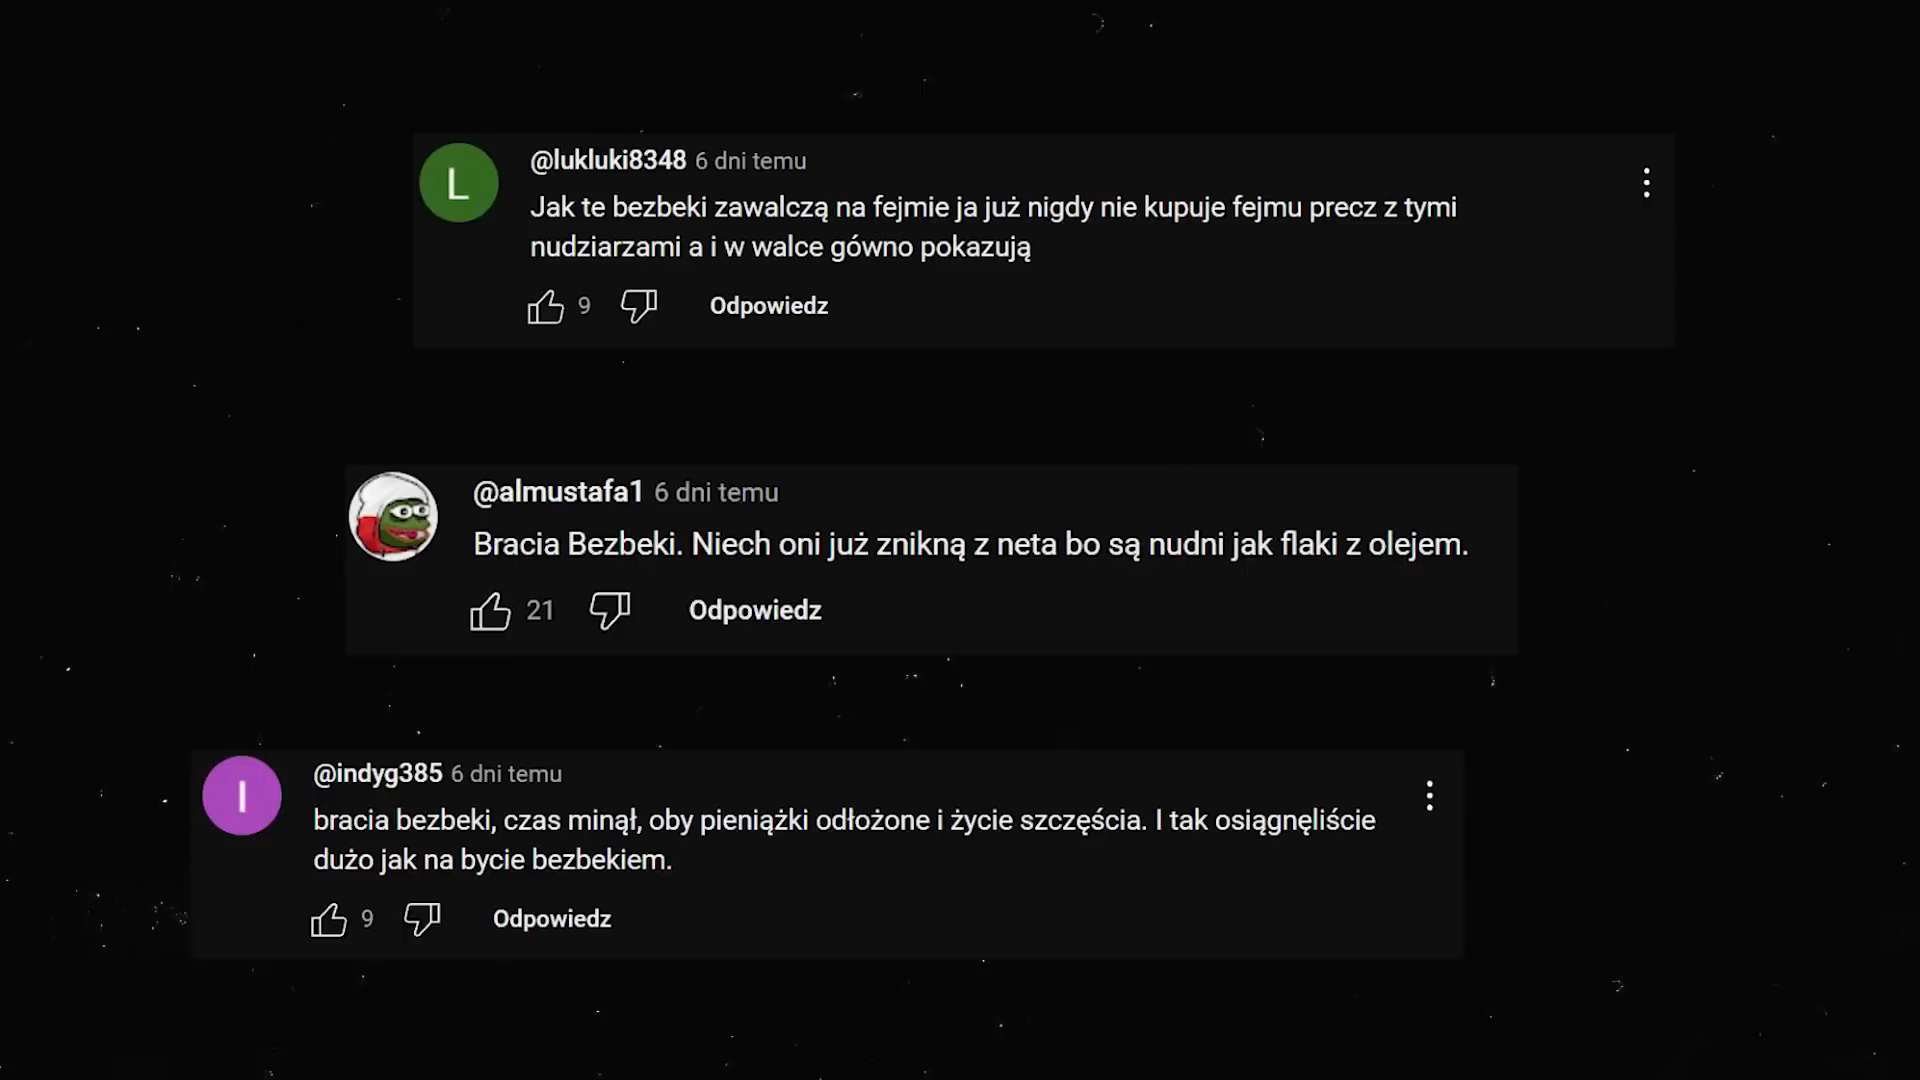 L
@lukluki8348 6 dni temu
Jak te bezbeki zawalczą na fejmie ja już nigdy nie kupuje fejmu precz z tymi
nudziarzami a i w walce gówno pokazują
9 Odpowiedz
@almustafa1 6 dni temu
Bracia Bezbeki. Niech oni już znikną z neta bo są nudni jak flaki z olejem.
21 Odpowiedz
I
@indyg385 6 dni temu
bracia bezbeki, czas minął, oby pieniążki odłożone i życie szczęścia. I tak osiągnęliście
dużo jak na bycie bezbekiem.
9 Odpowiedz